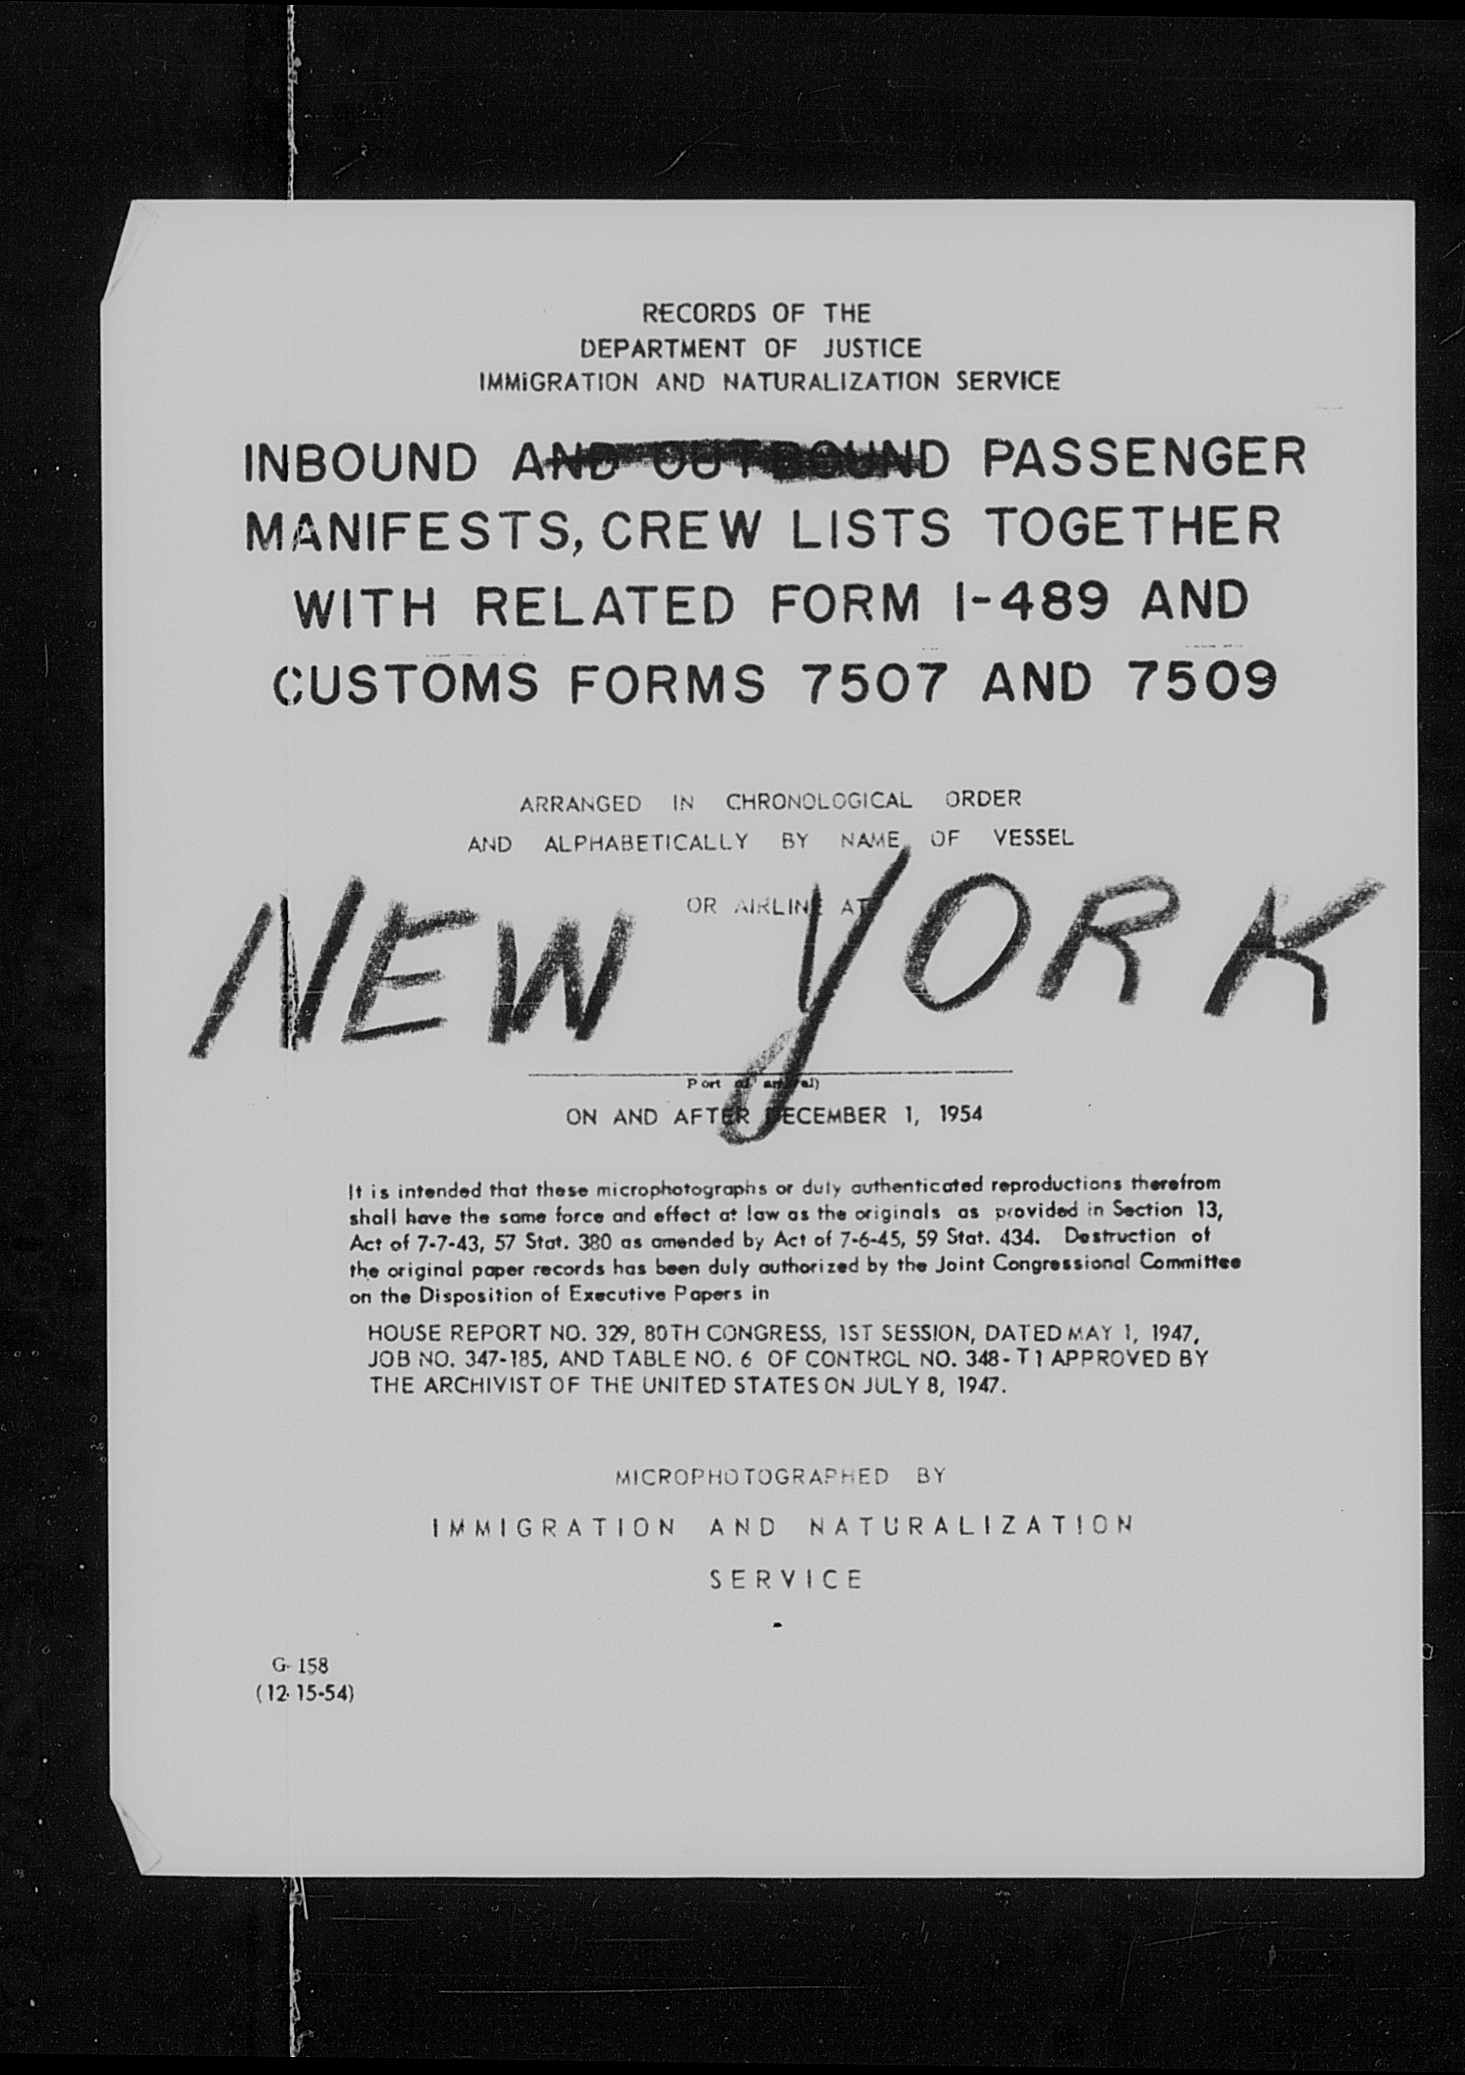 RECORDS OF THE
DEPARTMENT OF JUSTICE
IMMIGRATION AND NATURALIZATION SERVICE
INBOUND AND OUTBOUND PASSENGER
MANIFESTS, CREW LISTS TOGETHER
WITH RELATED FORM I-489 AND
CUSTOMS FORMS 7507 AND 7509
ARRANGED IN CHRONOLOGICAL ORDER
AND ALPHABETICALLY BY NAME OF VESSEL
OR AIRLINE AT
NEW YORK
Port of arrival)
ON AND AFTER DECEMBER 1, 1954
It is intended that these microphotographs or duly authenticated reproductions therefrom
shall have the same force and effect at law as the originals as provided in Section 13,
Act of 7-7-43, 57 Stat. 380 as amended by Act of 7-6-45, 59 Stat. 434. Destruction of
the original paper records has been duly authorized by the Joint Congressional Committee
on the Disposition of Executive Papers in
HOUSE REPORT NO. 329, 80TH CONGRESS, 1ST SESSION, DATED MAY 1, 1947,
JOB NO. 347-185, AND TABLE NO. 6 OF CONTROL NO. 348-T1 APPROVED BY
THE ARCHIVIST OF THE UNITED STATES ON JULY 8, 1947.
MICROPHOTOGRAPHED BY
IMMIGRATION AND NATURALIZATION
SERVICE
G-158
(12-15-54)